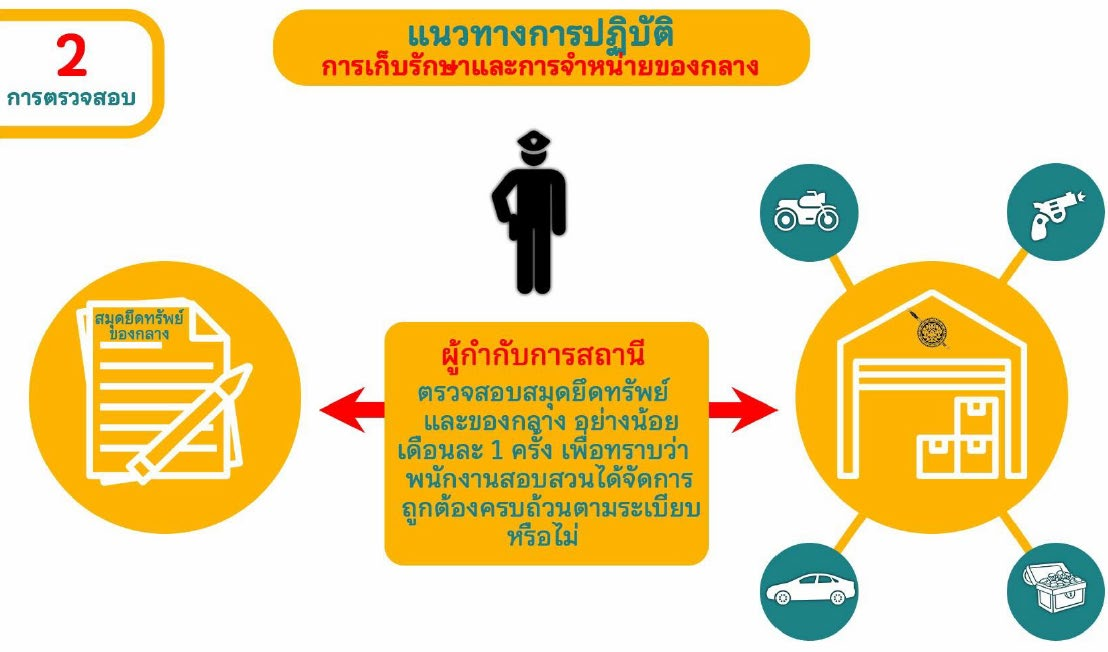 2
การตรวจสอบ
แนวทางการปฏิบัติ
การเก็บรักษาและการจำหน่ายของกลาง
สมุดยึดทรัพย์
ของกลาง
ผู้กำกับการสถานี
ตรวจสอบสมุดยึดทรัพย์
และของกลาง อย่างน้อย
เดือนละ 1 ครั้ง เพื่อทราบว่า
พนักงานสอบสวนได้จัดการ
ถูกต้องครบถ้วนตามระเบียบ
หรือไม่